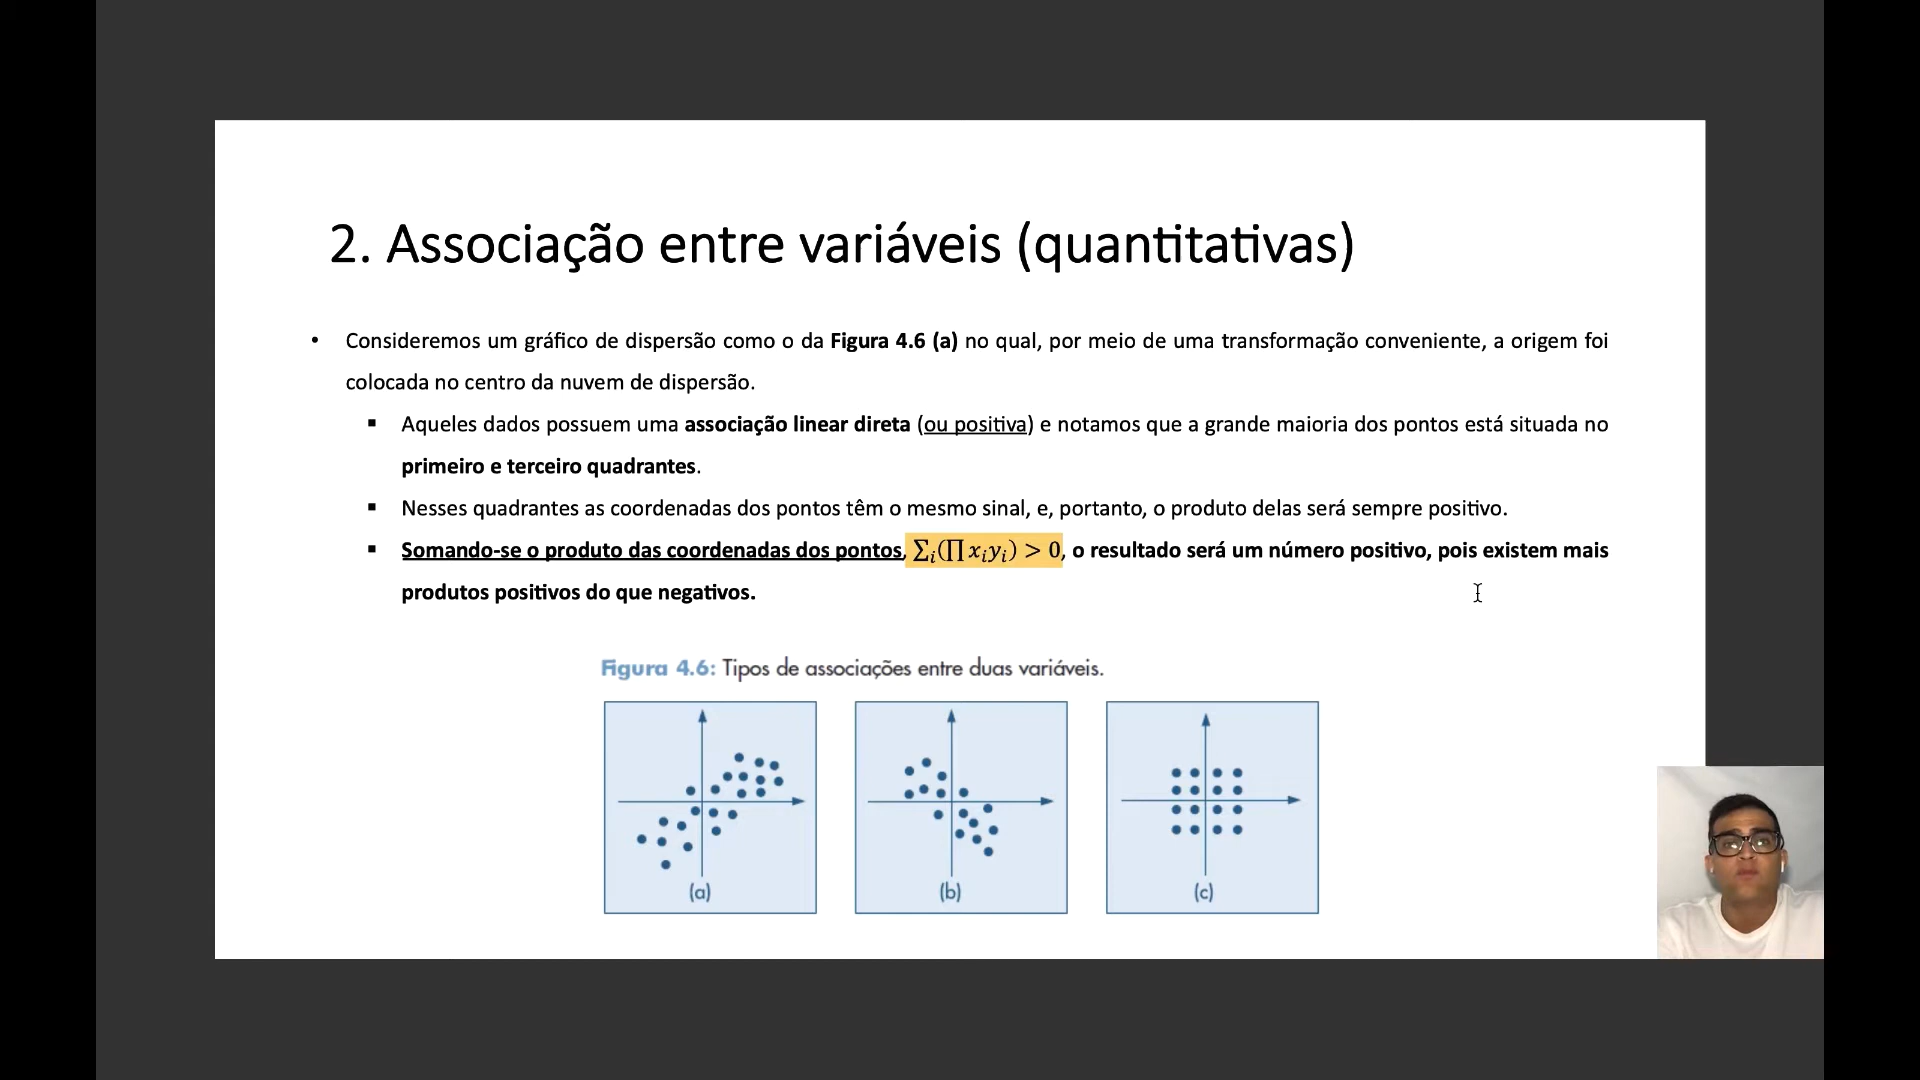 2. Associação entre variáveis (quantitativas)
• Consideremos um gráfico de dispersão como o da Figura 4.6 (a) no qual, por meio de uma transformação conveniente, a origem foi
colocada no centro da nuvem de dispersão.
▪ Aqueles dados possuem uma associação linear direta (ou positiva) e notamos que a grande maioria dos pontos está situada no
primeiro e terceiro quadrantes.
▪ Nesses quadrantes as coordenadas dos pontos têm o mesmo sinal, e, portanto, o produto delas será sempre positivo.
▪ Somando-se o produto das coordenadas dos pontos, ∑ᵢ(∏ xᵢyᵢ) > 0, o resultado será um número positivo, pois existem mais
produtos positivos do que negativos.
Figura 4.6: Tipos de associações entre duas variáveis.
(a) (b) (c)